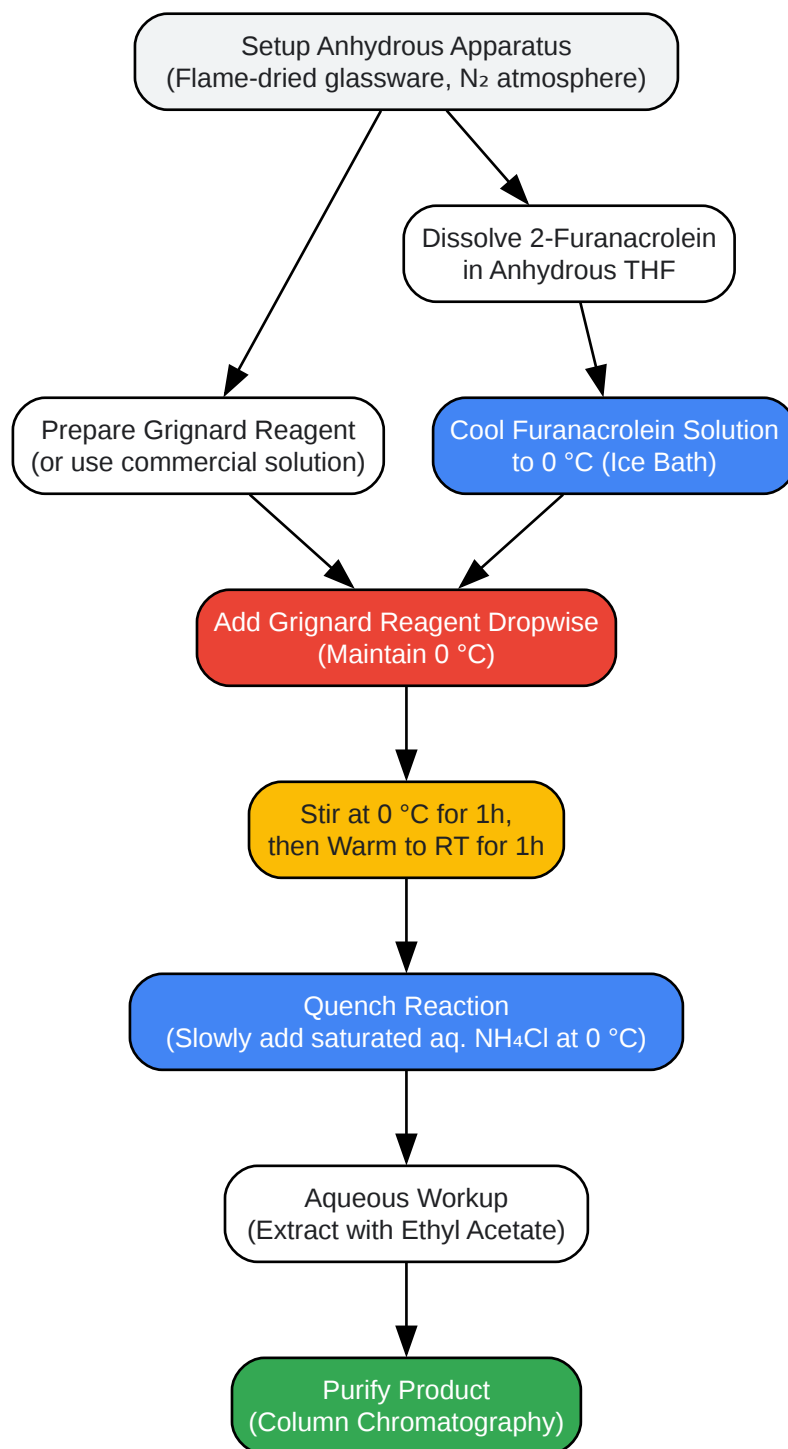 Setup Anhydrous Apparatus
(Flame-dried glassware, N₂ atmosphere)
Dissolve 2-Furanacrolein
in Anhydrous THF
Prepare Grignard Reagent
(or use commercial solution)
Cool Furanacrolein Solution
to 0 °C (Ice Bath)
Add Grignard Reagent Dropwise
(Maintain 0 °C)
Stir at 0 °C for 1h,
then Warm to RT for 1h
Quench Reaction
(Slowly add saturated aq. NH₄Cl at 0 °C)
Aqueous Workup
(Extract with Ethyl Acetate)
Purify Product
(Column Chromatography)